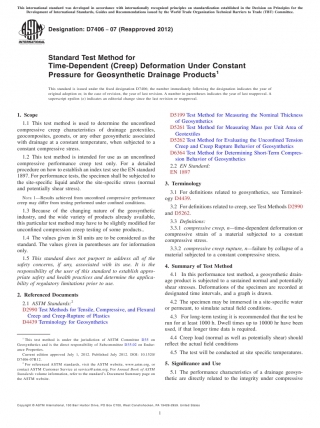 This international standard was developed in accordance with internationally recognized principles on standardization established in the Decision on Principles for the
Development of International Standards, Guides and Recommendations issued by the World Trade Organization Technical Barriers to Trade (TBT) Committee.
Designation: D7406 − 07 (Reapproved 2012)
INTERNATIONAL
Standard Test Method for
Time-Dependent (Creep) Deformation Under Constant
Pressure for Geosynthetic Drainage Products1
This standard is issued under the fixed designation D7406; the number immediately following the designation indicates the year of
original adoption or, in the case of revision, the year of last revision. A number in parentheses indicates the year of last reapproval. A
superscript epsilon (ε) indicates an editorial change since the last revision or reapproval.
1. Scope
1.1 This test method is used to determine the unconfined
compressive creep characteristics of drainage geotextiles,
geocomposites, geonets, or any other geosynthetic associated
with drainage at a constant temperature, when subjected to a
constant compressive stress.
1.2 This test method is intended for use as an unconfined
compressive performance creep test only. For a detailed
procedure on how to establish an index test see the EN standard
1897. For performance tests, the specimen shall be subjected to
the site-specific liquid and/or the site-specific stress (normal
and potentially shear stress).
NOTE 1—Results observed from unconfined compressive performance
creep may differ from testing performed under confined conditions.
1.3 Because of the changing nature of the geosynthetic
industry, and the wide variety of products already available,
this particular test method may have to be slightly modified for
unconfined compression creep testing of some products..
1.4 The values given in SI units are to be considered as the
standard. The values given in parentheses are for information
only.
1.5 This standard does not purport to address all of the
safety concerns, if any, associated with its use. It is the
responsibility of the user of this standard to establish appro-
priate safety and health practices and determine the applica-
bility of regulatory limitations prior to use.
2. Referenced Documents
2.1 ASTM Standards:2
D2990 Test Methods for Tensile, Compressive, and Flexural
Creep and Creep-Rupture of Plastics
D4439 Terminology for Geosynthetics
1 This test method is under the jurisdiction of ASTM Committee D35 on
Geosynthetics and is the direct responsibility of Subcommittee D35.02 on Endur-
ance Properties.
Current edition approved July 1, 2012. Published July 2012. DOI: 10.1520/
D7406-07R12.
2 For referenced ASTM standards, visit the ASTM website, www.astm.org, or
contact ASTM Customer Service at service@astm.org. For Annual Book of ASTM
Standards volume information, refer to the standard's Document Summary page on
the ASTM website.
D5199 Test Method for Measuring the Nominal Thickness
of Geosynthetics
D5261 Test Method for Measuring Mass per Unit Area of
Geotextiles
D5262 Test Method for Evaluating the Unconfined Tension
Creep and Creep Rupture Behavior of Geosynthetics
D6364 Test Method for Determining Short-Term Compres-
sion Behavior of Geosynthetics
2.2 EN Standard:
EN 1897
3. Terminology
3.1 For definitions related to geosynthetics, see Terminol-
ogy D4439.
3.2 For definitions related to creep, see Test Methods D2990
and D5262.
3.3 Definitions:
3.3.1 compressive creep, n—time-dependent deformation or
compressive strain of a material subjected to a constant
compressive stress.
3.3.2 compressive creep rupture, n—failure by collapse of a
material subjected to a constant compressive stress.
4. Summary of Test Method
4.1 In this performance test method, a geosynthetic drain-
age product is subjected to a sustained normal and potentially
shear stresses. Deformations of the specimen are recorded at
designated time intervals, and a graph is drawn.
4.2 The specimen may be immersed in a site-specific water
or permeant, to simulate actual field conditions.
4.3 For long-term testing it is recommended that the test be
run for at least 1000 h. Dwell times up to 10000 hr have been
used, if that longer time data is required.
4.4 Creep load (normal as well as potentially shear) should
reflect the actual field conditions
4.5 The test will be conducted at site specific temperatures.
5. Significance and Use
5.1 The performance characteristics of a drainage geosyn-
thetic are directly related to the integrity under compressive
Copyright © ASTM International, 100 Barr Harbor Drive, PO Box C700, West Conshohocken, PA 19428-2959. United States
1